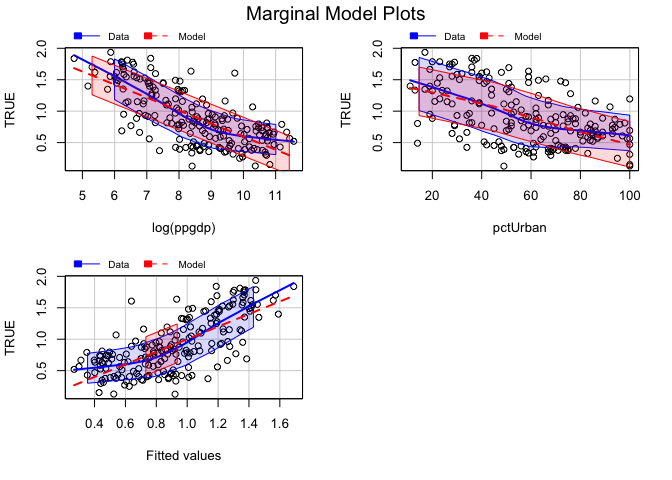 Marginal Model Plots
Data Model
TRUE
2.0
1.5
1.0
0.5
5 6 7 8 9 10 11
log(ppgdp)
Data Model
TRUE
2.0
1.5
1.0
0.5
20 40 60 80 100
pctUrban
Data Model
TRUE
2.0
1.5
1.0
0.5
0.4 0.6 0.8 1.0 1.2 1.4 1.6
Fitted values